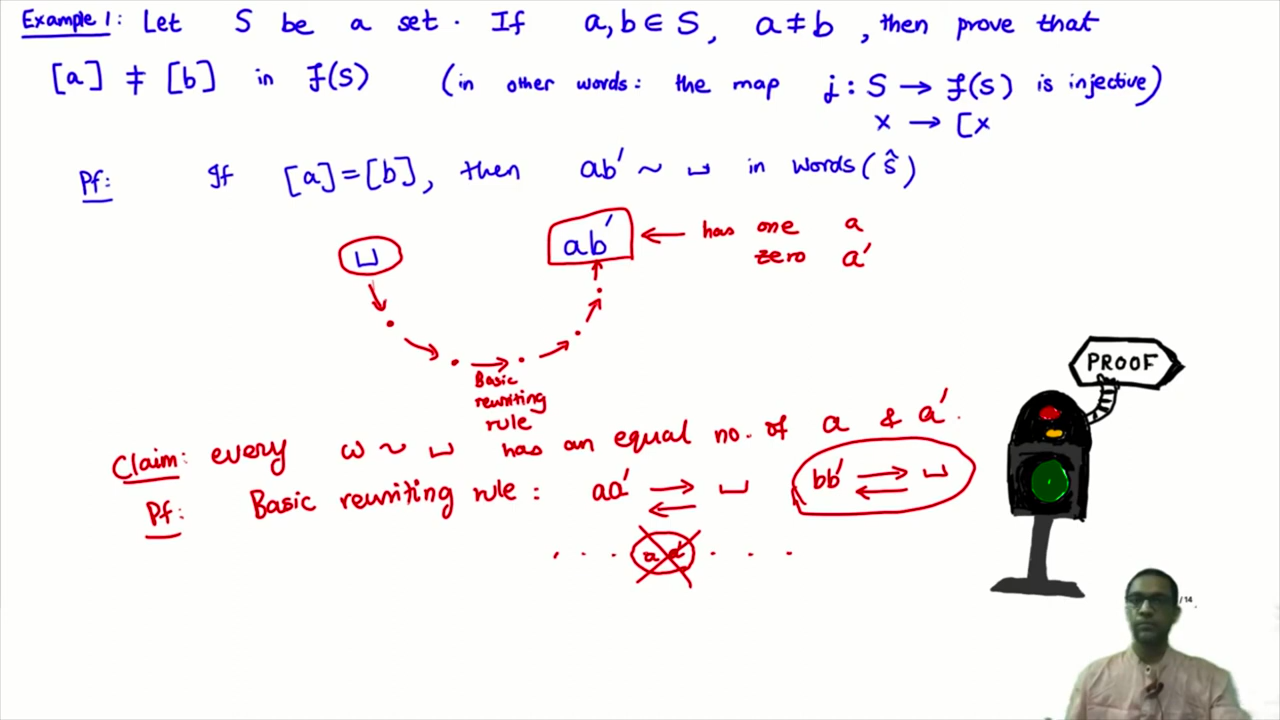 Example 1: Let S be a set. If a, b ∈ S, a ≠ b, then prove that
[a] ≠ [b] in F(S) (in other words: the map j : S → F(S) is injective)
x → [x
Pf: If [a]=[b], then ab' ~ ⊔ in words(ŝ)
⊔
ab' ← has one a
zero a'
Basic
rewriting
rule
PROOF
Claim: every ω ~ ⊔ has an equal no. of a & a'.
Pf: Basic rewriting rule: aa' ⇄ ⊔ bb' ⇄ ⊔
. . . a a' . . .
/ 14